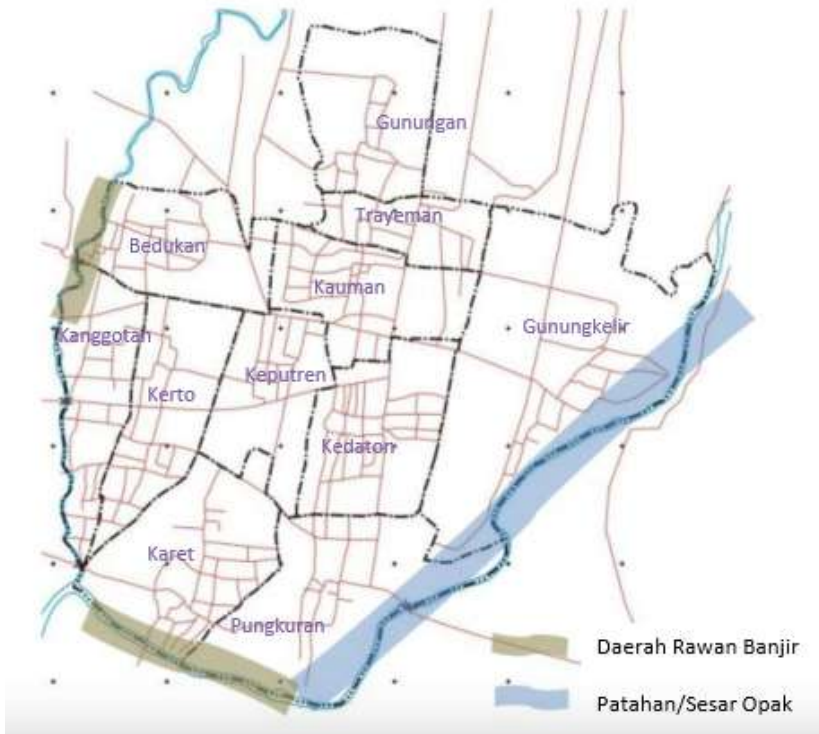 Gunungan
Trayeman
Bedukan
Kauman
Gunungkelir
Kanggotan
Keputren
Kerto
Kedaton
Karet
Pungkuran
Daerah Rawan Banjir
Patahan/Sesar Opak